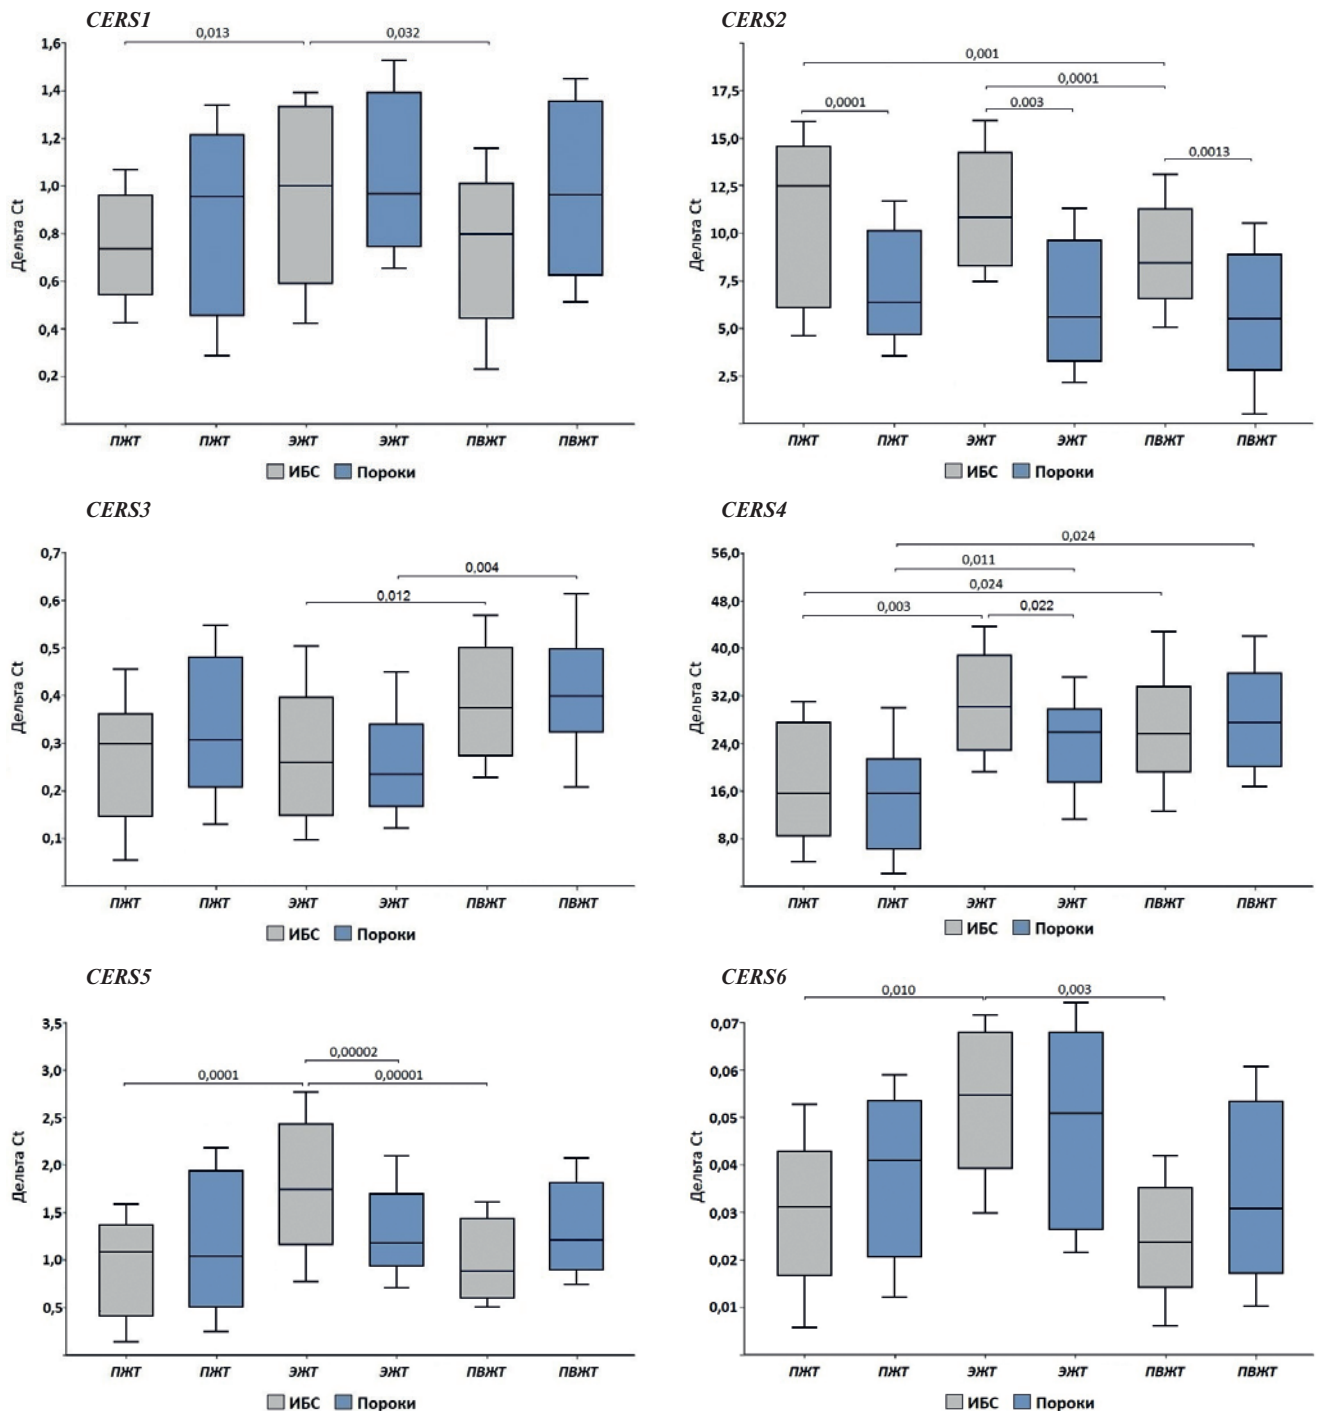 CERS1
0,013
0,032
1,6
1,4
1,2
1,0
0,8
0,6
0,4
0,2
Дельта Ct
ПЖТ ПЖТ ЭЖТ ЭЖТ ПВЖТ ПВЖТ
ИБС Пороки
CERS2
0,001
0,0001
0,0001
0,003
0,0013
17,5
15,0
12,5
10,0
7,5
5,0
2,5
Дельта Ct
ПЖТ ПЖТ ЭЖТ ЭЖТ ПВЖТ ПВЖТ
ИБС Пороки
CERS3
0,004
0,012
0,7
0,6
0,5
0,4
0,3
0,2
0,1
Дельта Ct
ПЖТ ПЖТ ЭЖТ ЭЖТ ПВЖТ ПВЖТ
ИБС Пороки
CERS4
0,024
0,011
0,024
0,003
0,022
56,0
48,0
40,0
32,0
24,0
16,0
8,0
Дельта Ct
ПЖТ ПЖТ ЭЖТ ЭЖТ ПВЖТ ПВЖТ
ИБС Пороки
CERS5
0,00002
0,0001
0,00001
3,5
3,0
2,5
2,0
1,5
1,0
0,5
Дельта Ct
ПЖТ ПЖТ ЭЖТ ЭЖТ ПВЖТ ПВЖТ
ИБС Пороки
CERS6
0,010
0,003
0,07
0,06
0,05
0,04
0,03
0,02
0,01
Дельта Ct
ПЖТ ПЖТ ЭЖТ ЭЖТ ПВЖТ ПВЖТ
ИБС Пороки